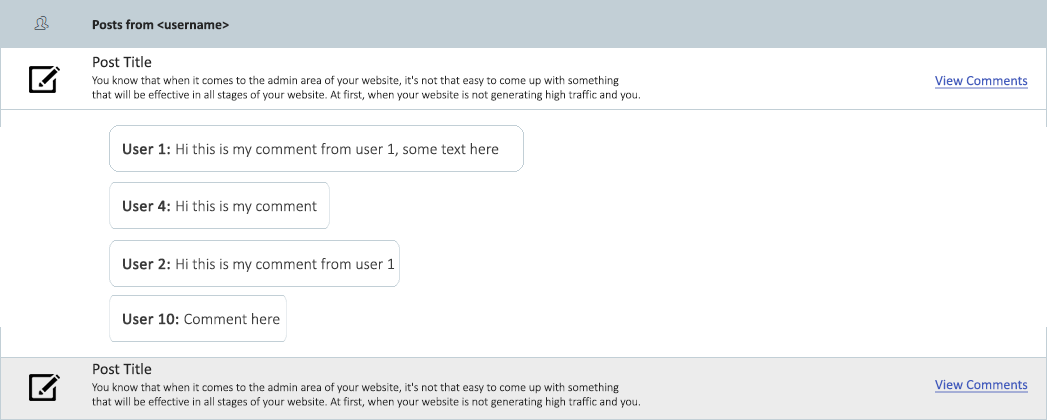 Posts from <username>
Post Title
You know that when it comes to the admin area of your website, it's not that easy to come up with something
that will be effective in all stages of your website. At first, when your website is not generating high traffic and you.
View Comments
User 1: Hi this is my comment from user 1, some text here
User 4: Hi this is my comment
User 2: Hi this is my comment from user 1
User 10: Comment here
Post Title
You know that when it comes to the admin area of your website, it's not that easy to come up with something
that will be effective in all stages of your website. At first, when your website is not generating high traffic and you.
View Comments